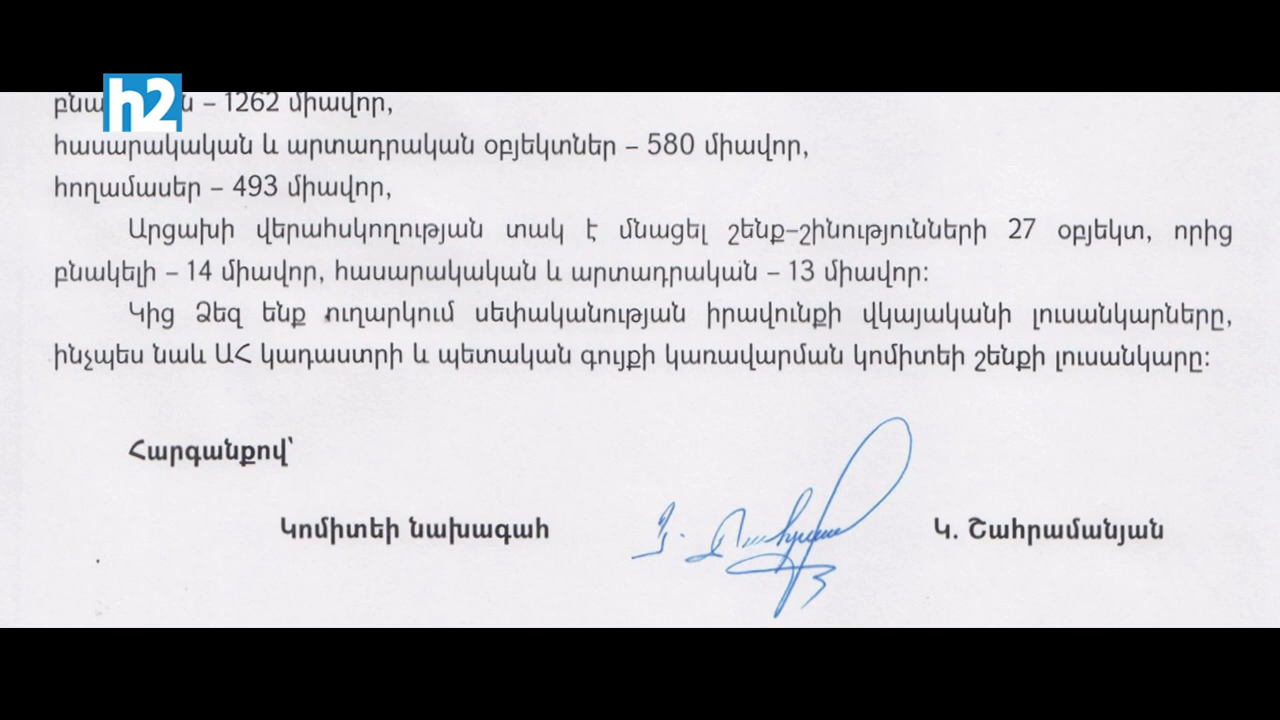 h2
– 1262 միավոր,
հասարակական և արտադրական օբյեկտներ – 580 միավոր,
հողամասեր – 493 միավոր,
Արցախի վերահսկողության տակ է մնացել շենք–շինությունների 27 օբյեկտ, որից
բնակելի – 14 միավոր, հասարակական և արտադրական – 13 միավոր:
Կից Ձեզ ենք ուղարկում սեփականության իրավունքի վկայականի լուսանկարները,
ինչպես նաև ԱՀ կադաստրի և պետական գույքի կառավարման կոմիտեի շենքի լուսանկարը:
Հարգանքով՝
Կոմիտեի նախագահ Կ. Շահրամանյան